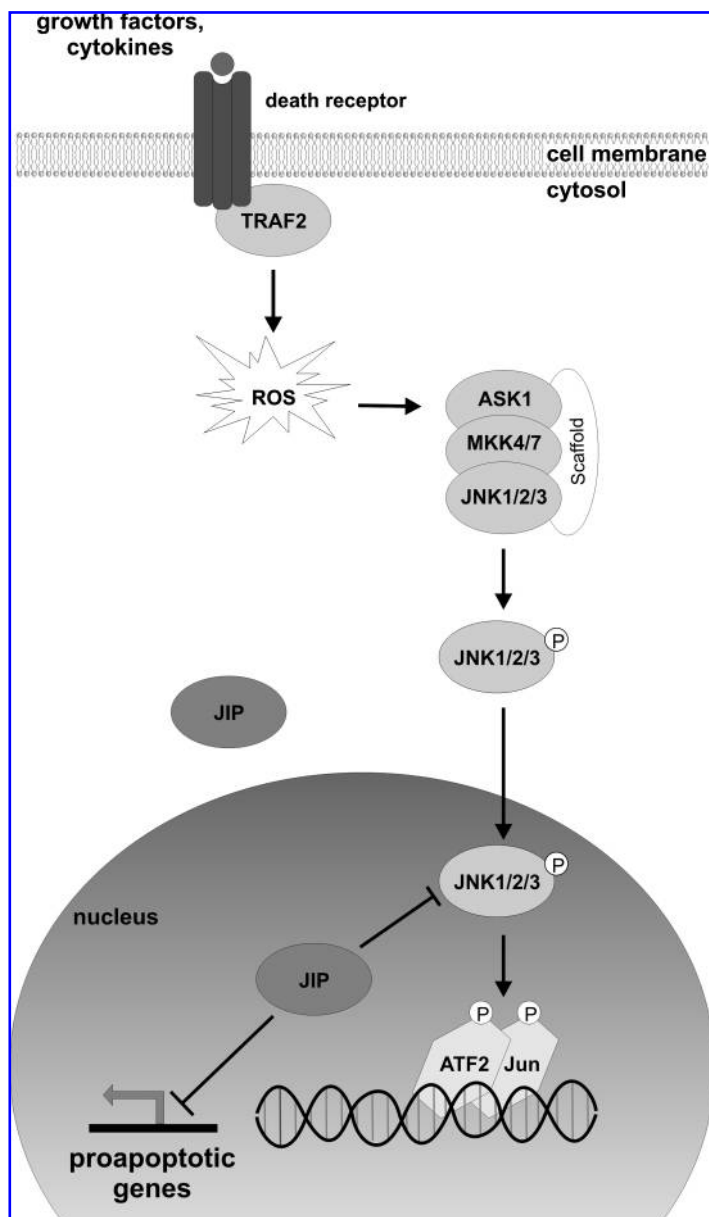 growth factors,
cytokines
death receptor
cell membrane
cytosol
TRAF2
ROS
ASK1
MKK4/7
JNK1/2/3
Scaffold
JNK1/2/3
P
JIP
JNK1/2/3
P
nucleus
JIP
P
P
ATF2
Jun
proapoptotic
genes